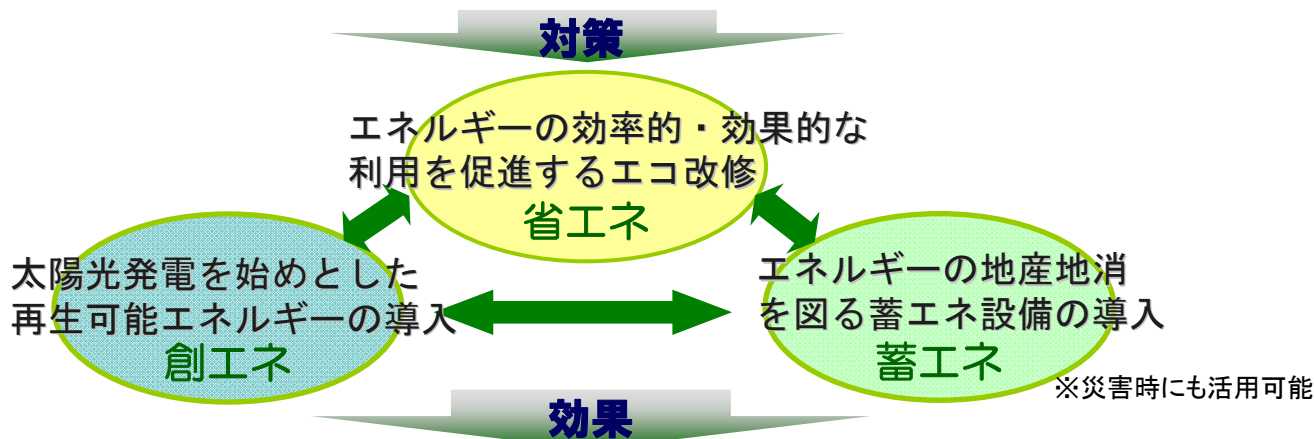 対策
エネルギーの効率的・効果的な
利用を促進するエコ改修
省エネ
太陽光発電を始めとした
再生可能エネルギーの導入
創エネ
エネルギーの地産地消
を図る蓄エネ設備の導入
蓄エネ
※災害時にも活用可能
効果